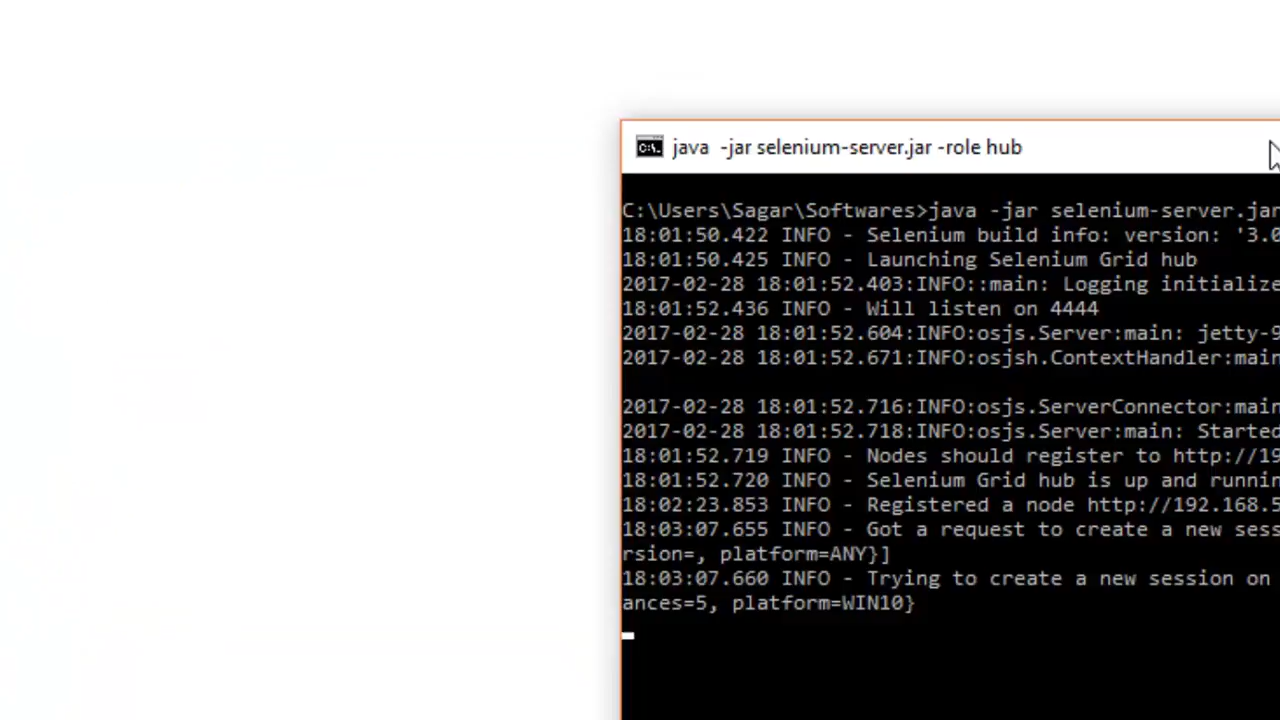 java -jar selenium-server.jar -role hub
C:\Users\Sagar\Softwares>java -jar selenium-server.jar
18:01:50.422 INFO - Selenium build info: version: '3.0
18:01:50.425 INFO - Launching Selenium Grid hub
2017-02-28 18:01:52.403:INFO::main: Logging initialize
18:01:52.436 INFO - Will listen on 4444
2017-02-28 18:01:52.604:INFO:osjs.Server:main: jetty-9
2017-02-28 18:01:52.671:INFO:osjsh.ContextHandler:main
2017-02-28 18:01:52.716:INFO:osjs.ServerConnector:main
2017-02-28 18:01:52.718:INFO:osjs.Server:main: Started
18:01:52.719 INFO - Nodes should register to http://19
18:01:52.720 INFO - Selenium Grid hub is up and runnin
18:02:23.853 INFO - Registered a node http://192.168.5
18:03:07.655 INFO - Got a request to create a new sess
rsion=, platform=ANY}]
18:03:07.660 INFO - Trying to create a new session on
ances=5, platform=WIN10}